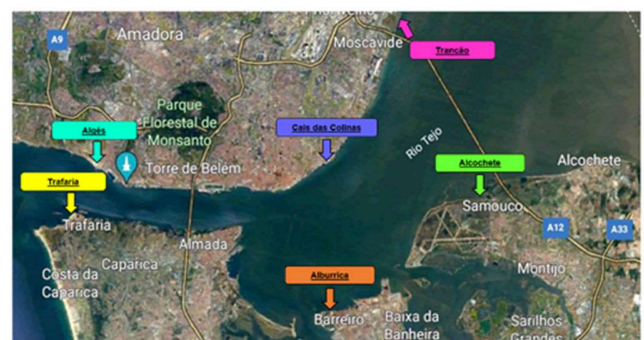 A9
Amadora
Moscavide
Trancão
Parque
Florestal de
Monsanto
Algés
Cais das Colinas
Rio Tejo
Torre de Belém
Alcochete
Alcochete
Trafaria
Trafaria
Samouco
Almada
A12
A33
Caparica
Costa da
Caparica
Alburrica
Montijo
Barreiro
Baixa da
Banheira
Sarilhos
Grandes